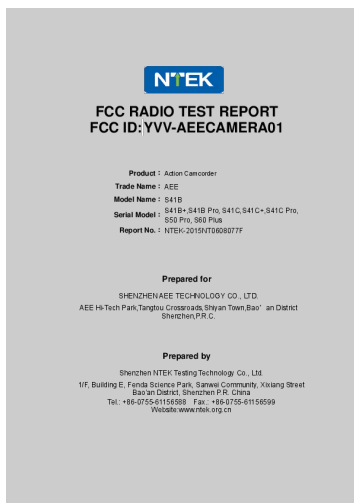 NTEK
FCC RADIO TEST REPORT
FCC ID:YVV-AEECAMERA01
Product : Action Camcorder
Trade Name : AEE
Model Name : S41B
Serial Model : S41B+,S41B Pro, S41C,S41C+,S41C Pro,
S50 Pro, S60 Plus
Report No. : NTEK-2015NT0608077F
Prepared for
SHENZHEN AEE TECHNOLOGY CO., LTD.
AEE Hi-Tech Park,Tangtou Crossroads,Shiyan Town,Bao' an District
Shenzhen,P.R.C.
Prepared by
Shenzhen NTEK Testing Technology Co., Ltd.
1/F, Building E, Fenda Science Park, Sanwei Community, Xixiang Street
Bao'an District, Shenzhen P.R. China
Tel.: +86-0755-61156588 Fax.: +86-0755-61156599
Website:www.ntek.org.cn